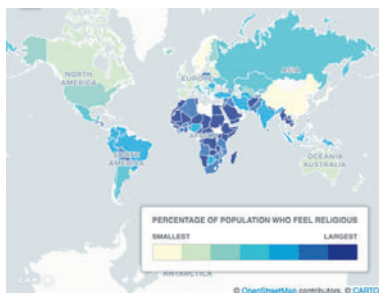 NORTH
AMERICA
EUROPE
ASIA
AFRICA
SOUTH
AMERICA
OCEANIA
AUSTRALIA
PERCENTAGE OF POPULATION WHO FEEL RELIGIOUS
SMALLEST LARGEST
CARTO
ANTARCTICA
© OpenStreetMap contributors, © CARTO